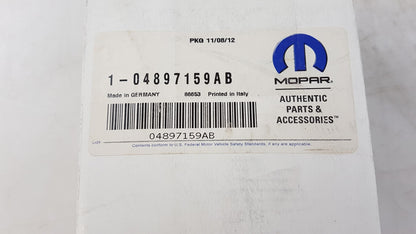 PKG 11/08/12
1-04897159AB
Made in GERMANY 86653 Printed in Italy
04897159AB
Contents conform to U.S. Federal Motor Vehicle Safety Standards, if any are applicable.
MOPAR
AUTHENTIC
PARTS &
ACCESSORIES™